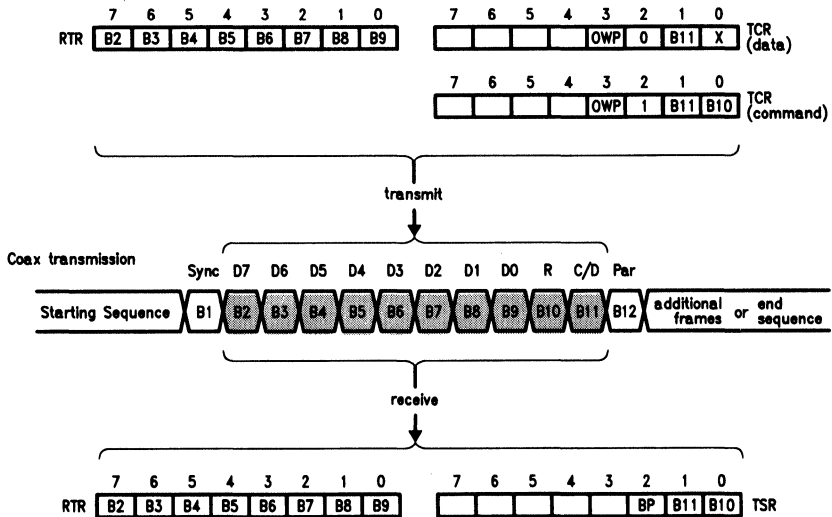 7 6 5 4 3 2 1 0 7 6 5 4 3 2 1 0
RTR B2 B3 B4 B5 B6 B7 B8 B9 OWP 0 B11 X TCR (data)
7 6 5 4 3 2 1 0
OWP 1 B11 B10 TCR (command)
transmit
Coax transmission
Sync D7 D6 D5 D4 D3 D2 D1 D0 R C/D Par
Starting Sequence B1 B2 B3 B4 B5 B6 B7 B8 B9 B10 B11 B12 additional frames or end sequence
receive
7 6 5 4 3 2 1 0 7 6 5 4 3 2 1 0
RTR B2 B3 B4 B5 B6 B7 B8 B9 BP B11 B10 TSR